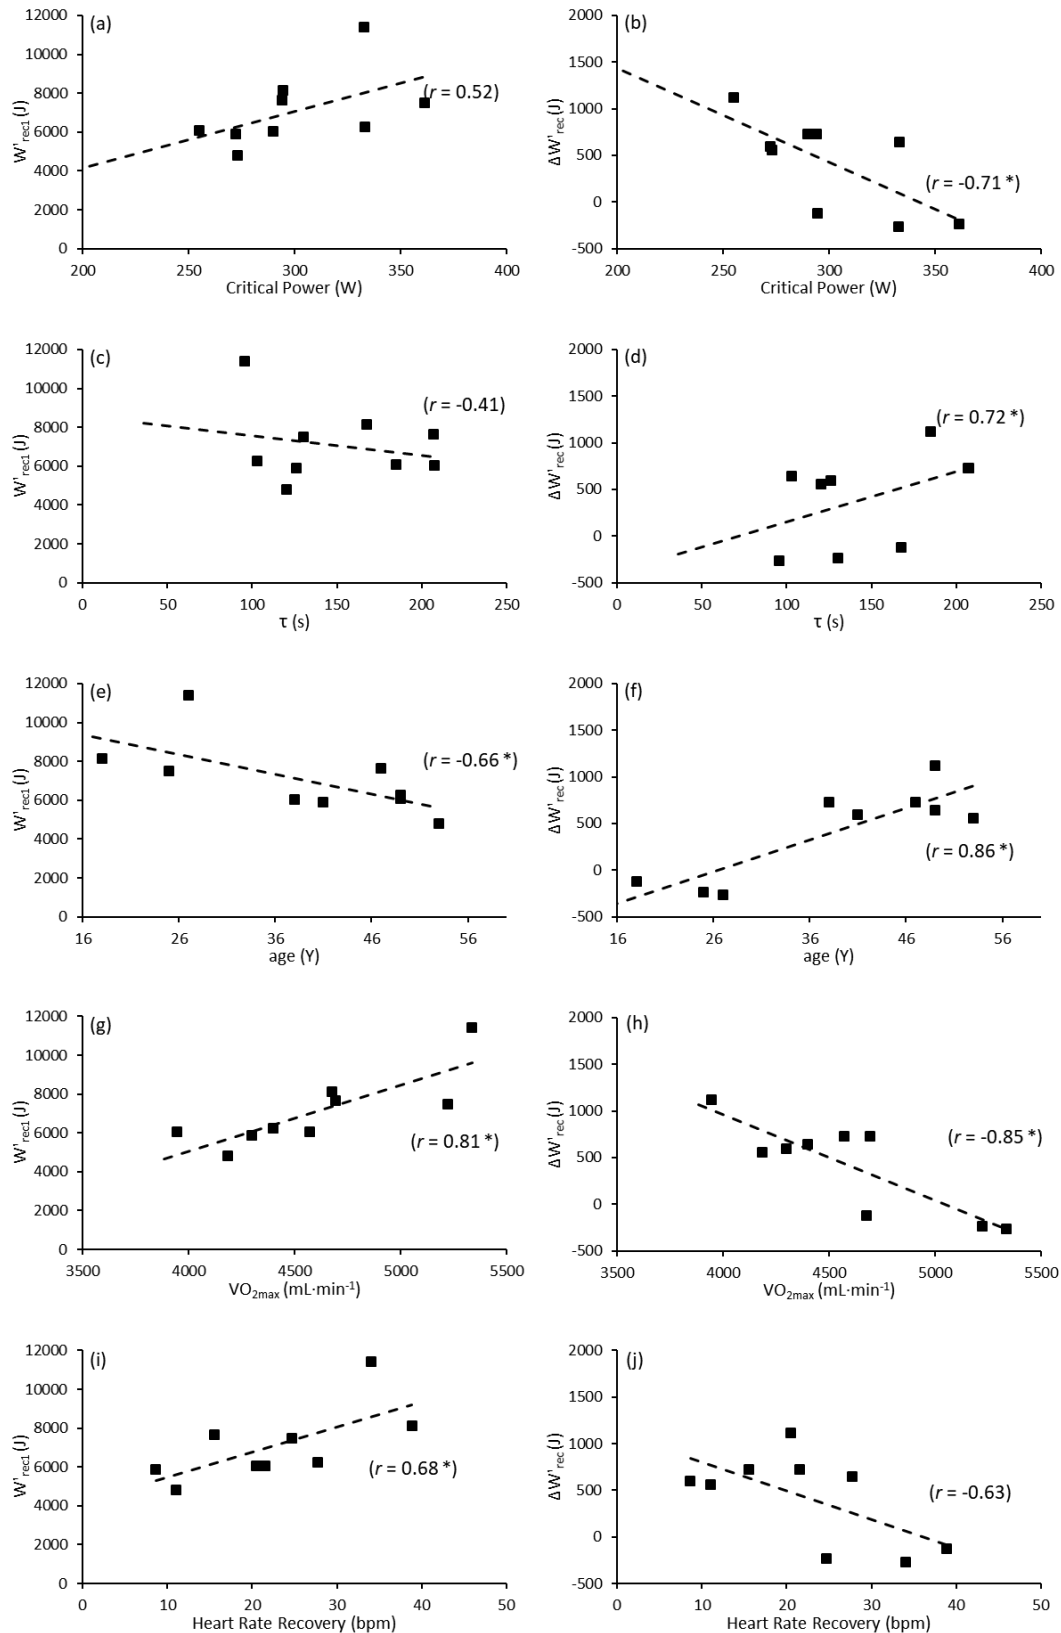 (a)
12000
10000
8000
6000
4000
2000
0
W'rec1 (J)
(r = 0.52)
200 250 300 350 400
Critical Power (W)
(b)
2000
1500
1000
500
0
-500
ΔW'rec (J)
(r = -0.71 *)
200 250 300 350 400
Critical Power (W)
(c)
12000
10000
8000
6000
4000
2000
0
W'rec1 (J)
(r = -0.41)
0 50 100 150 200 250
τ (s)
(d)
2000
1500
1000
500
0
-500
ΔW'rec (J)
(r = 0.72 *)
0 50 100 150 200 250
τ (s)
(e)
12000
10000
8000
6000
4000
2000
0
W'rec1 (J)
(r = -0.66 *)
16 26 36 46 56
age (Y)
(f)
2000
1500
1000
500
0
-500
ΔW'rec (J)
(r = 0.86 *)
16 26 36 46 56
age (Y)
(g)
12000
10000
8000
6000
4000
2000
0
W'rec1 (J)
(r = 0.81 *)
3500 4000 4500 5000 5500
VO2max (mL·min⁻¹)
(h)
2000
1500
1000
500
0
-500
ΔW'rec (J)
(r = -0.85 *)
3500 4000 4500 5000 5500
VO2max (mL·min⁻¹)
(i)
12000
10000
8000
6000
4000
2000
0
W'rec1 (J)
(r = 0.68 *)
0 10 20 30 40 50
Heart Rate Recovery (bpm)
(j)
2000
1500
1000
500
0
-500
ΔW'rec (J)
(r = -0.63)
0 10 20 30 40 50
Heart Rate Recovery (bpm)